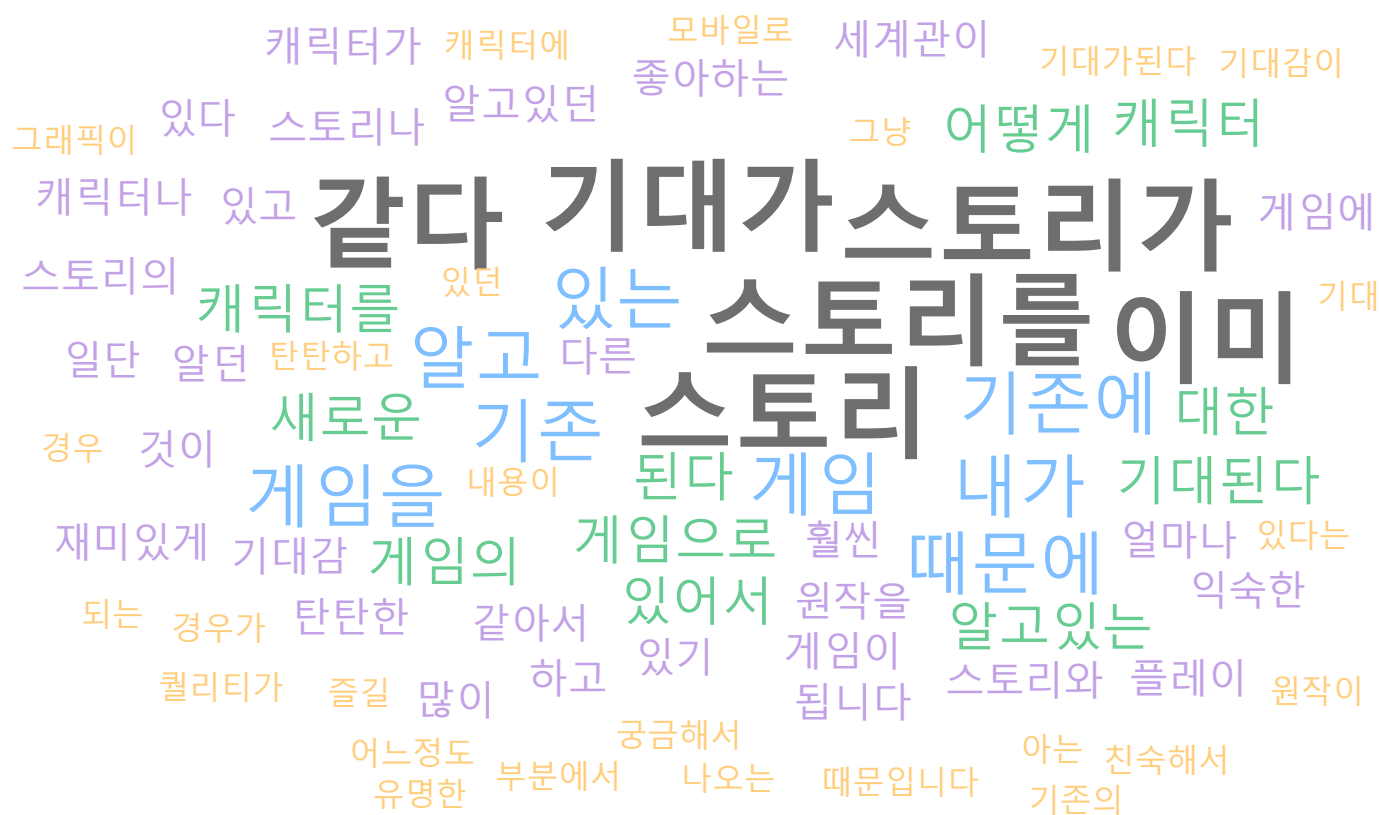 캐릭터가 캐릭터에 모바일로 세계관이
좋아하는 기대가된다 기대감이
있다 스토리나 알고있던 그냥 어떻게 캐릭터
그래픽이
캐릭터나 있고 같다 기대가 스토리가 게임에
스토리의 캐릭터를 있던 있는 스토리를 이미 기대
일단 알던 탄탄하고 알고 다른
새로운 기존 스토리 기존에 대한
경우 것이 게임을 내용이 된다 게임 내가 기대된다
재미있게 기대감 게임의 게임으로 훨씬 때문에 얼마나 있다는
되는 경우가 탄탄한 같아서 있어서 원작을 알고있는 익숙한
퀄리티가 즐길 많이 하고 있기 게임이 됩니다 스토리와 플레이 원작이
어느정도 궁금해서 아는 친숙해서
유명한 부분에서 나오는 때문입니다 기존의